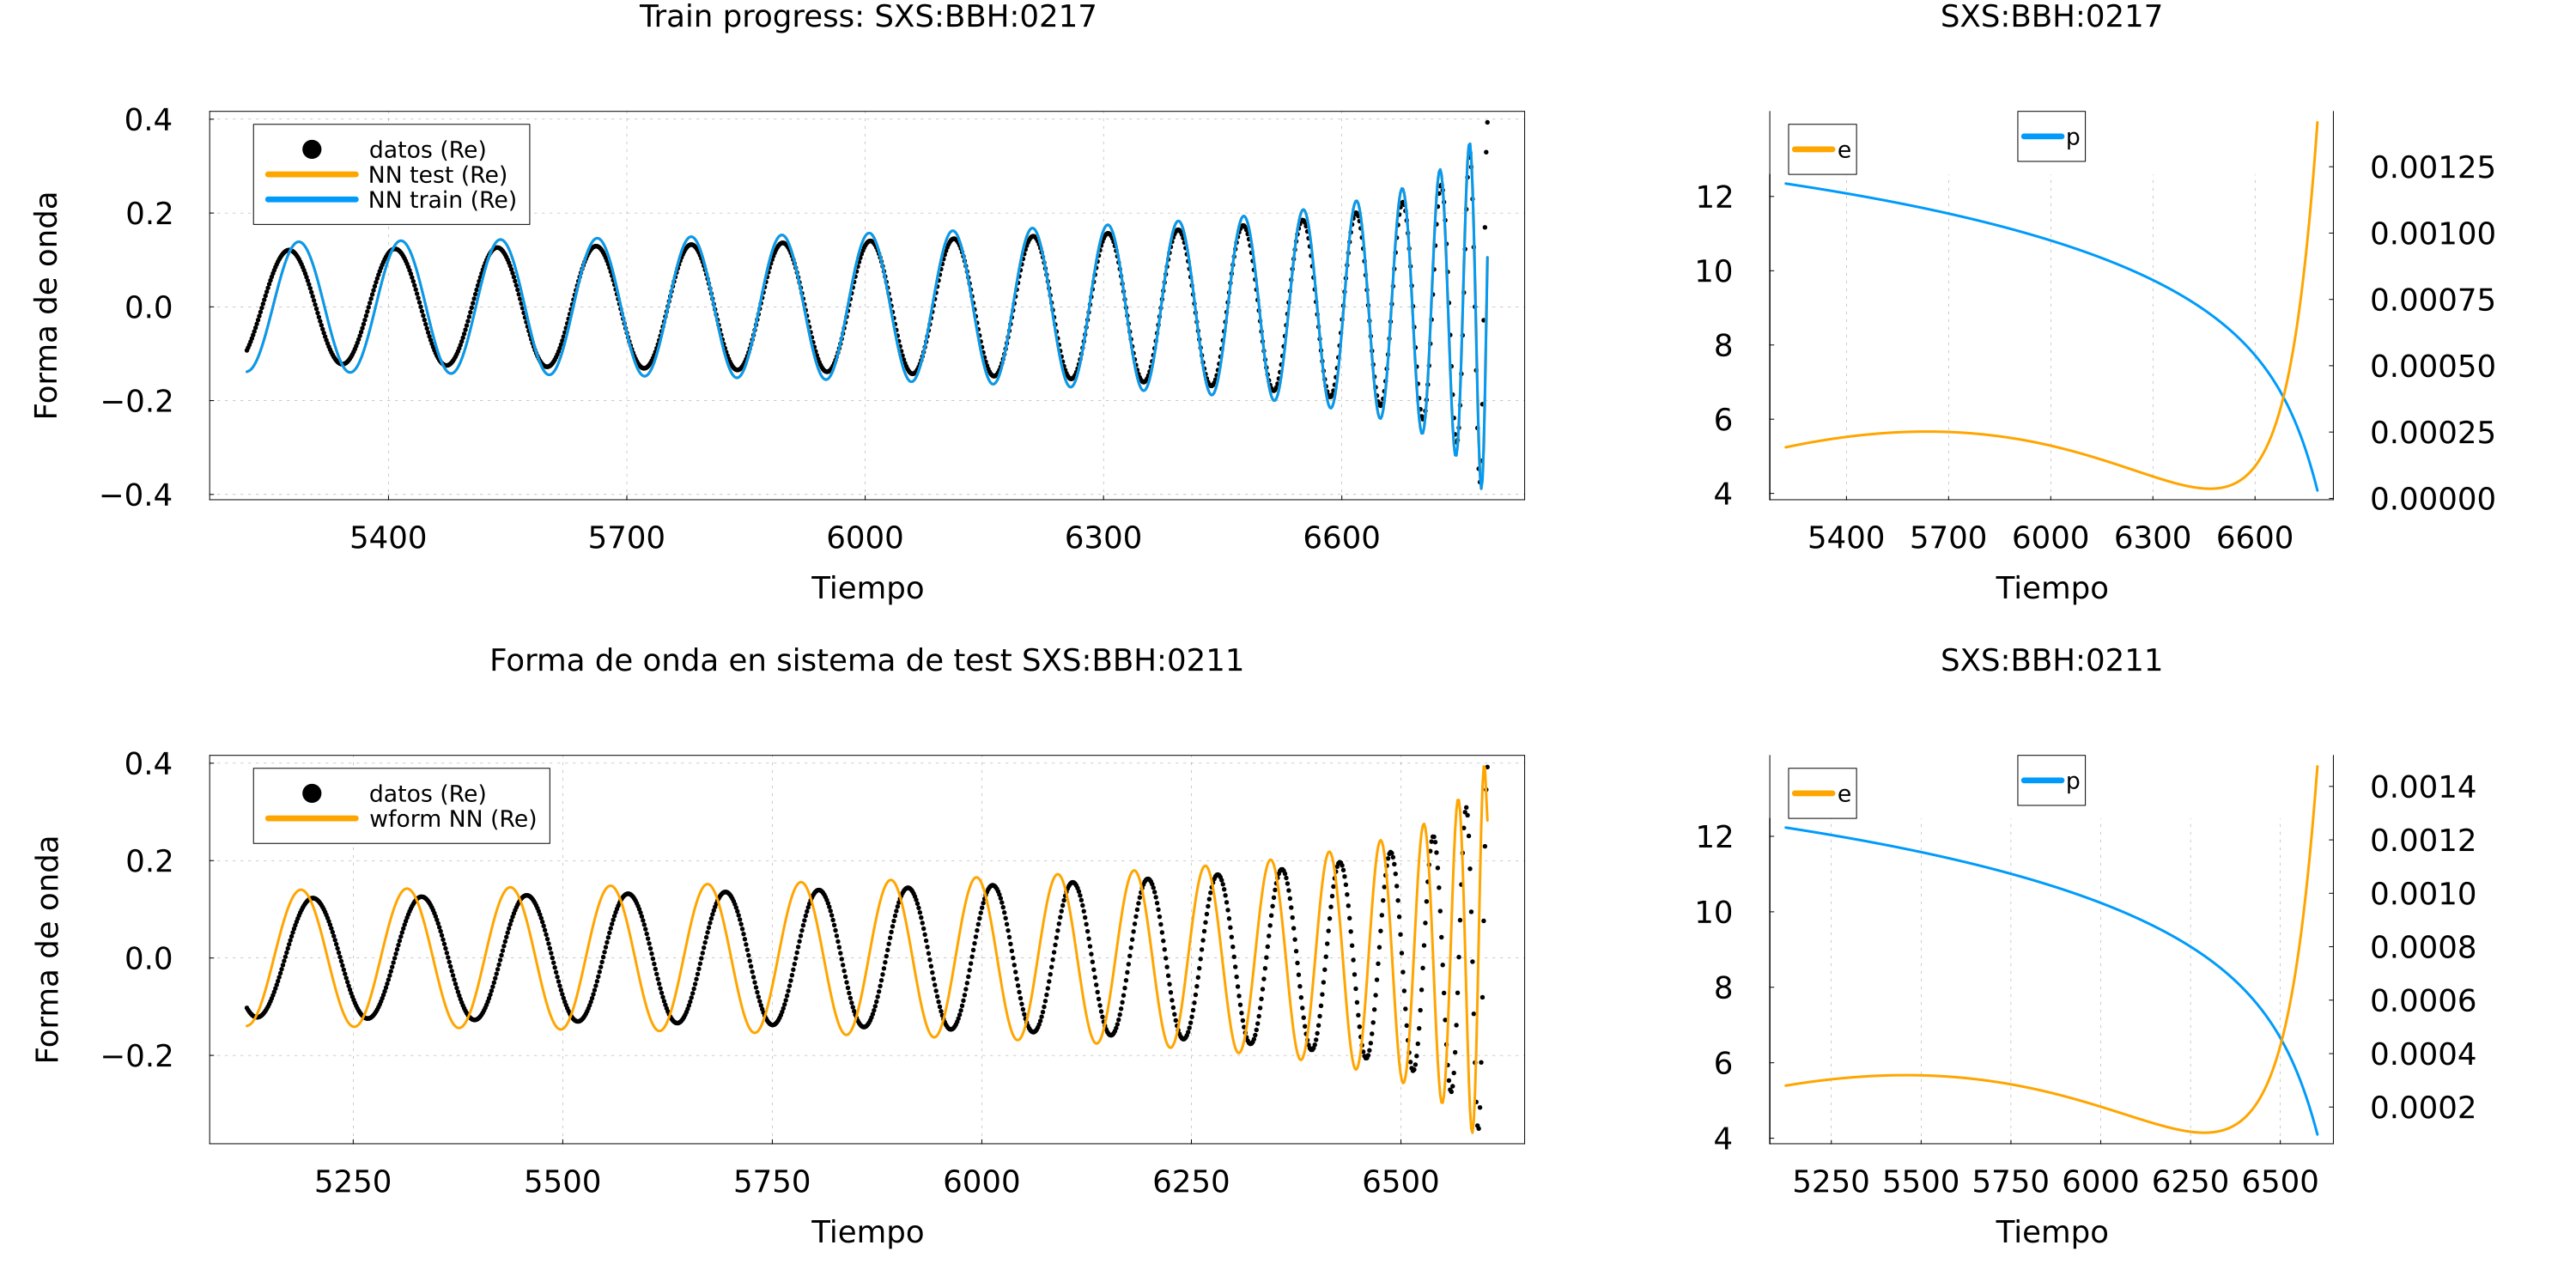 Train progress: SXS:BBH:0217
0.4
0.2
0.0
−0.2
−0.4
Forma de onda
datos (Re)
NN test (Re)
NN train (Re)
5400 5700 6000 6300 6600
Tiempo
SXS:BBH:0217
e
p
12
10
8
6
4
0.00125
0.00100
0.00075
0.00050
0.00025
0.00000
5400 5700 6000 6300 6600
Tiempo
Forma de onda en sistema de test SXS:BBH:0211
0.4
0.2
0.0
−0.2
Forma de onda
datos (Re)
wform NN (Re)
5250 5500 5750 6000 6250 6500
Tiempo
SXS:BBH:0211
e
p
12
10
8
6
4
0.0014
0.0012
0.0010
0.0008
0.0006
0.0004
0.0002
5250 5500 5750 6000 6250 6500
Tiempo